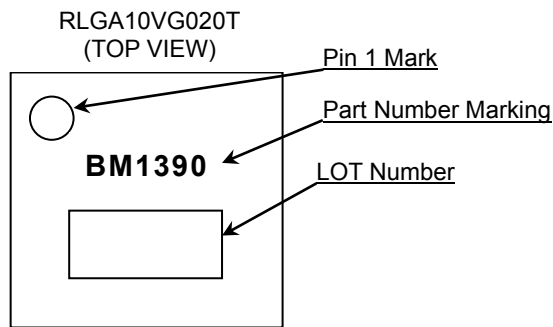 RLGA10VG020T
(TOP VIEW)
Pin 1 Mark
Part Number Marking
BM1390
LOT Number